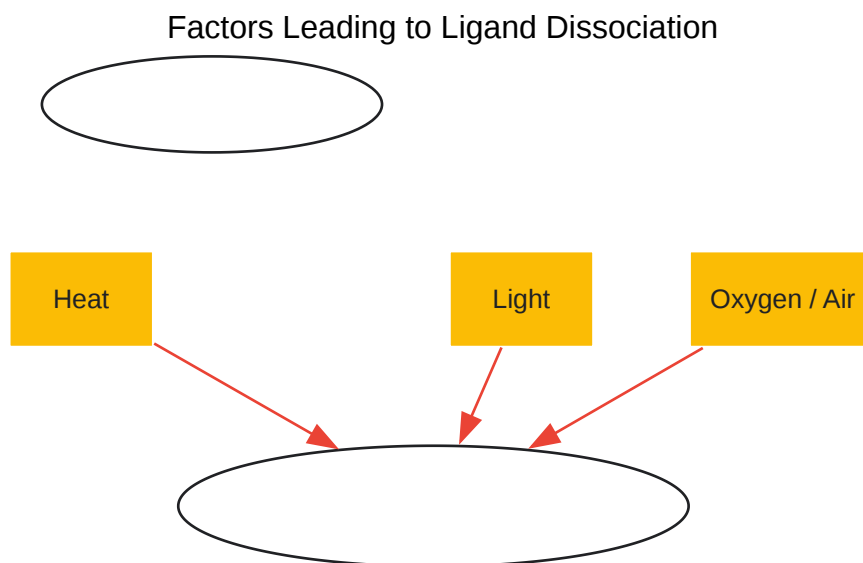 Factors Leading to Ligand Dissociation
Heat
Light
Oxygen / Air